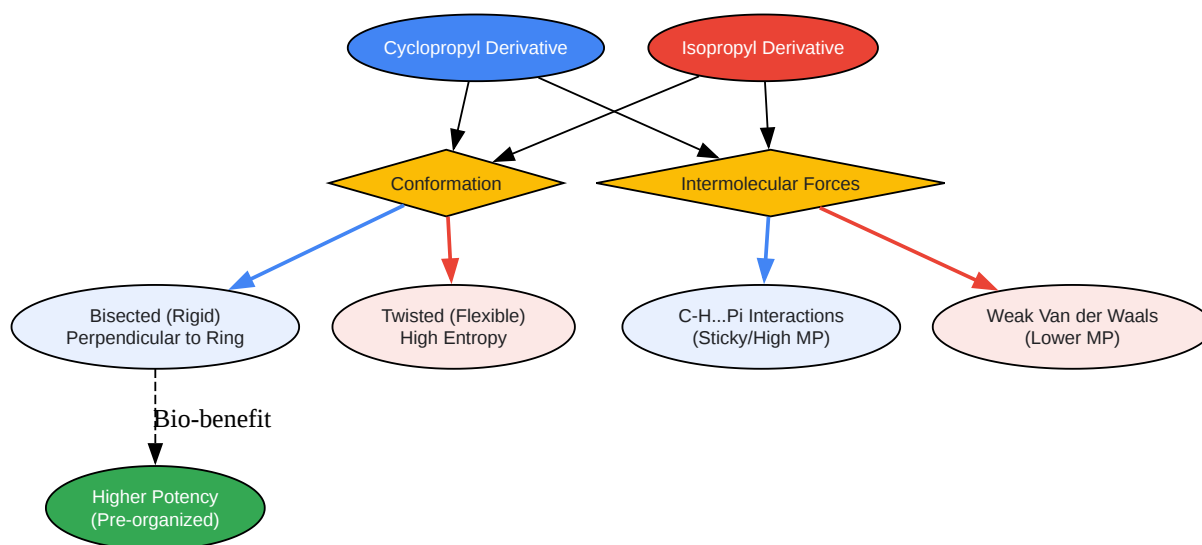 Cyclopropyl Derivative
Isopropyl Derivative
Conformation
Intermolecular Forces
Bisected (Rigid)
Perpendicular to Ring
Twisted (Flexible)
High Entropy
C-H...Pi Interactions
(Sticky/High MP)
Weak Van der Waals
(Lower MP)
Bio-benefit
Higher Potency
(Pre-organized)